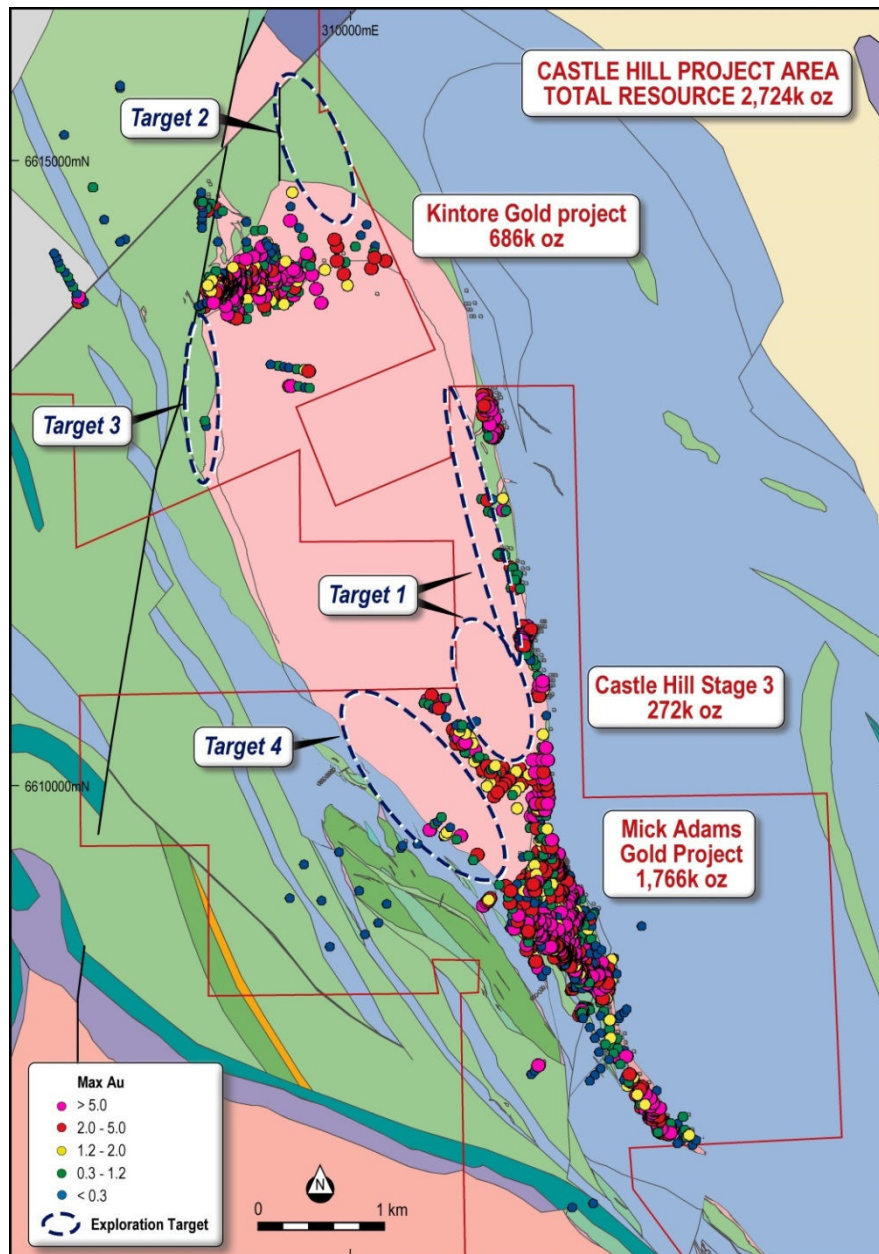 310000mE
CASTLE HILL PROJECT AREA
TOTAL RESOURCE 2,724k oz
Target 2
6615000mN
Kintore Gold project
686k oz
Target 3
Target 1
Castle Hill Stage 3
272k oz
Target 4
6610000mN
Mick Adams
Gold Project
1,766k oz
Max Au
> 5.0
2.0 - 5.0
1.2 - 2.0
0.3 - 1.2
< 0.3
Exploration Target
N
0 1 km